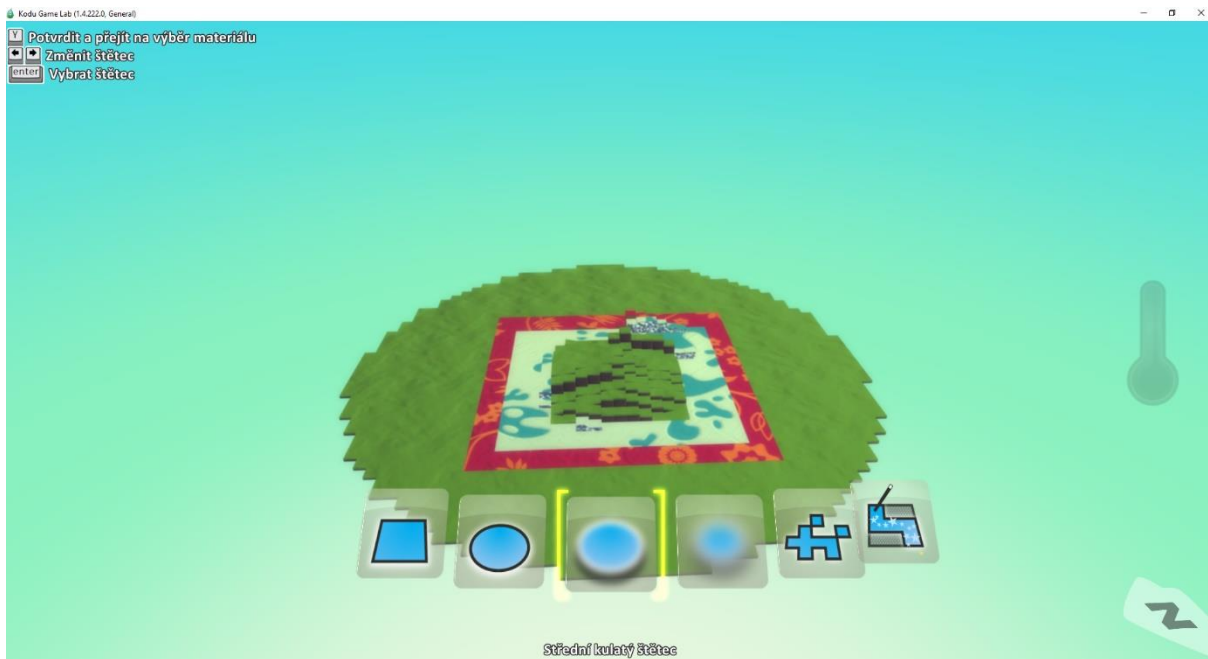 Kodu Game Lab (1.4.222.0, General)
Y Potvrdit a přejít na výběr materiálu
Změnit štětec
enter Vybrat štětec
Střední kulatý štětec